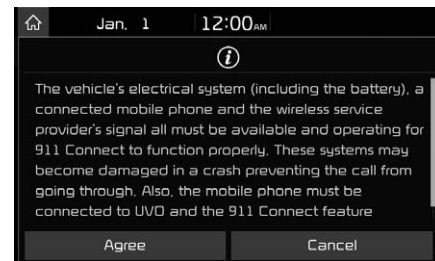 Jan. 1 12:00AM
The vehicle's electrical system (including the battery), a
connected mobile phone and the wireless service
provider's signal all must be available and operating for
911 Connect to function properly. These systems may
become damaged in a crash preventing the call from
going through. Also, the mobile phone must be
connected to UVO and the 911 Connect feature
Agree Cancel